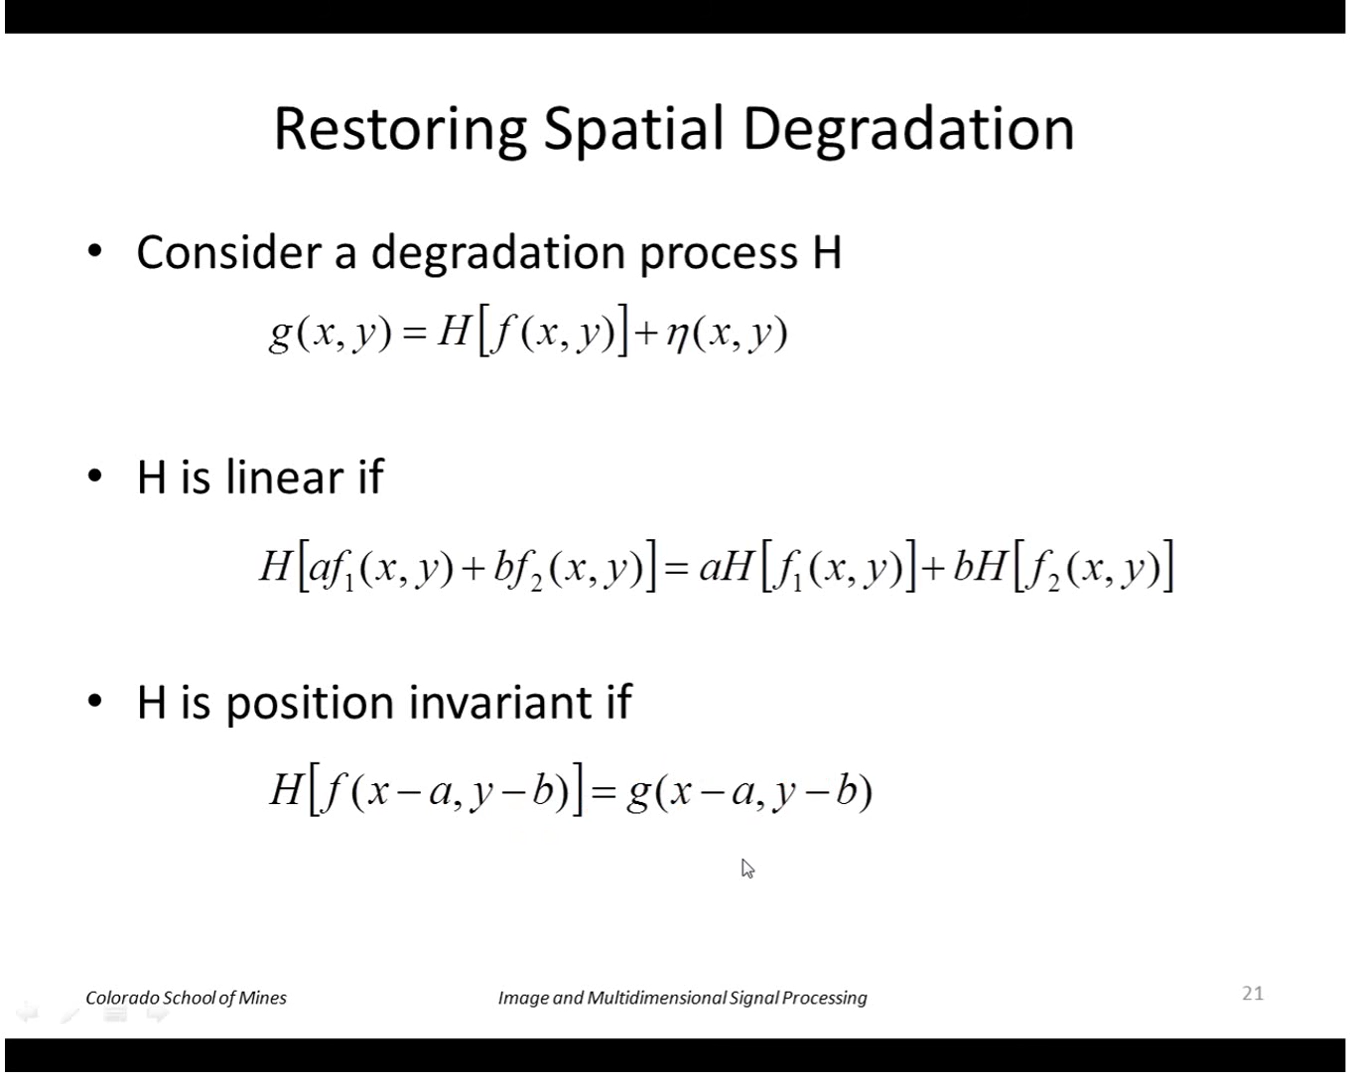 Restoring Spatial Degradation
• Consider a degradation process H
g(x, y) = H[f(x, y)] + η(x, y)
• H is linear if
H[af₁(x, y) + bf₂(x, y)] = aH[f₁(x, y)] + bH[f₂(x, y)]
• H is position invariant if
H[f(x − a, y − b)] = g(x − a, y − b)
Colorado School of Mines Image and Multidimensional Signal Processing 21